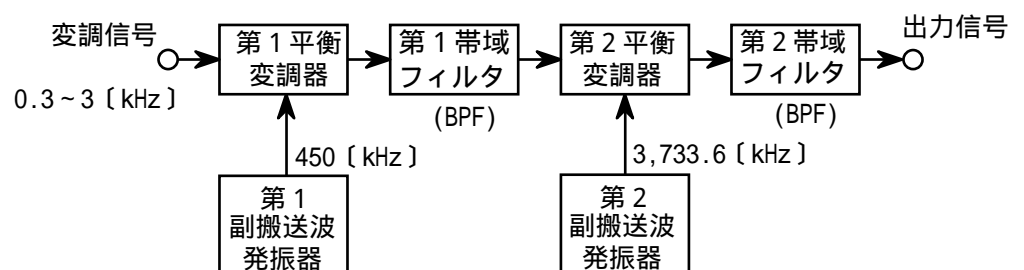 変調信号
0.3~3〔kHz〕
第1平衡
変調器
第1帯域
フィルタ
(BPF)
第2平衡
変調器
第2帯域
フィルタ
(BPF)
出力信号
450〔kHz〕
3,733.6〔kHz〕
第1
副搬送波
発振器
第2
副搬送波
発振器